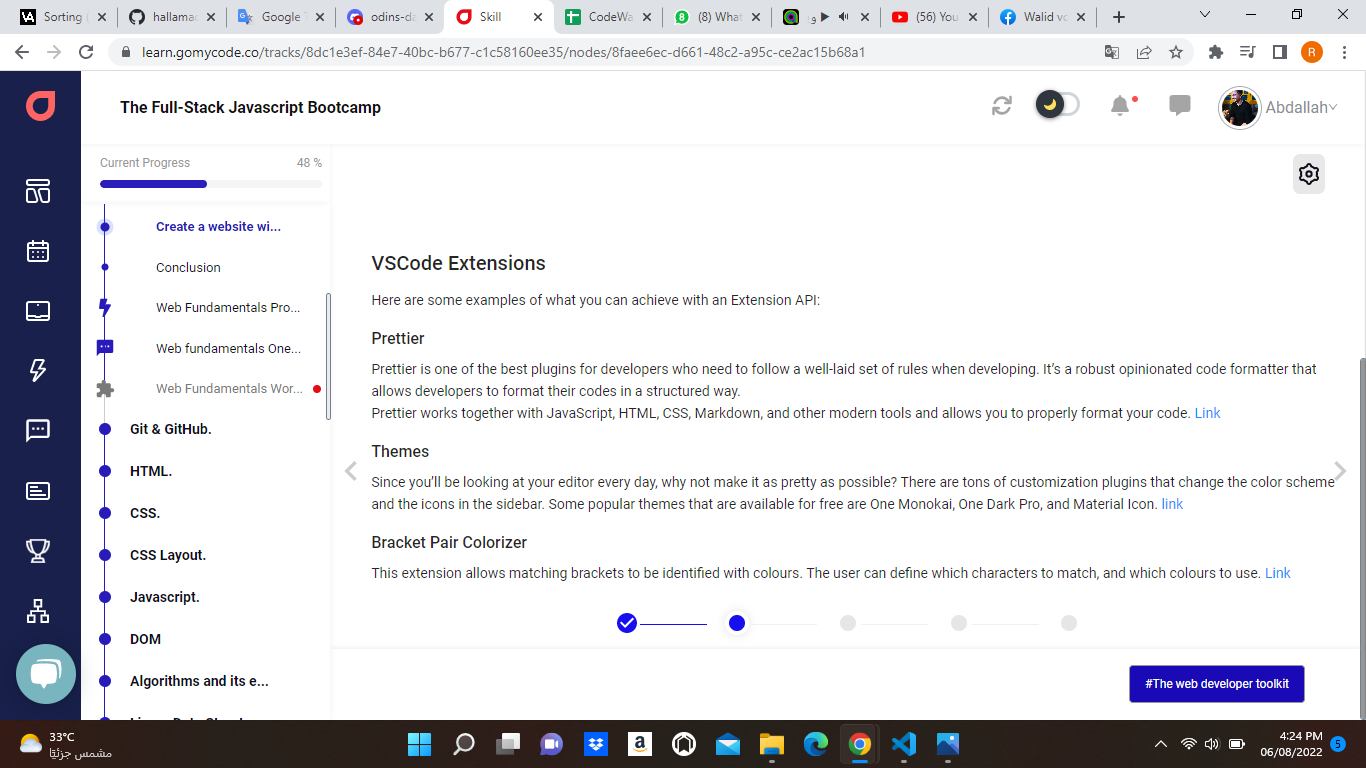 Sorting
hallamac
Google T
odins-da
Skill
CodeWa
(8) What
(56) You
Walid vo
learn.gomycode.co/tracks/8dc1e3ef-84e7-40bc-b677-c1c58160ee35/nodes/8faee6ec-d661-48c2-a95c-ce2ac15b68a1
R
The Full-Stack Javascript Bootcamp
Abdallah
Current Progress
48 %
Create a website wi...
Conclusion
Web Fundamentals Pro...
Web fundamentals One...
Web Fundamentals Wor...
Git & GitHub.
HTML.
CSS.
CSS Layout.
Javascript.
DOM
Algorithms and its e...
VSCode Extensions
Here are some examples of what you can achieve with an Extension API:
Prettier
Prettier is one of the best plugins for developers who need to follow a well-laid set of rules when developing. It’s a robust opinionated code formatter that
allows developers to format their codes in a structured way.
Prettier works together with JavaScript, HTML, CSS, Markdown, and other modern tools and allows you to properly format your code. Link
Themes
Since you’ll be looking at your editor every day, why not make it as pretty as possible? There are tons of customization plugins that change the color scheme
and the icons in the sidebar. Some popular themes that are available for free are One Monokai, One Dark Pro, and Material Icon. link
Bracket Pair Colorizer
This extension allows matching brackets to be identified with colours. The user can define which characters to match, and which colours to use. Link
#The web developer toolkit
33°C
مشمس جزئيًا
4:24 PM
06/08/2022
5